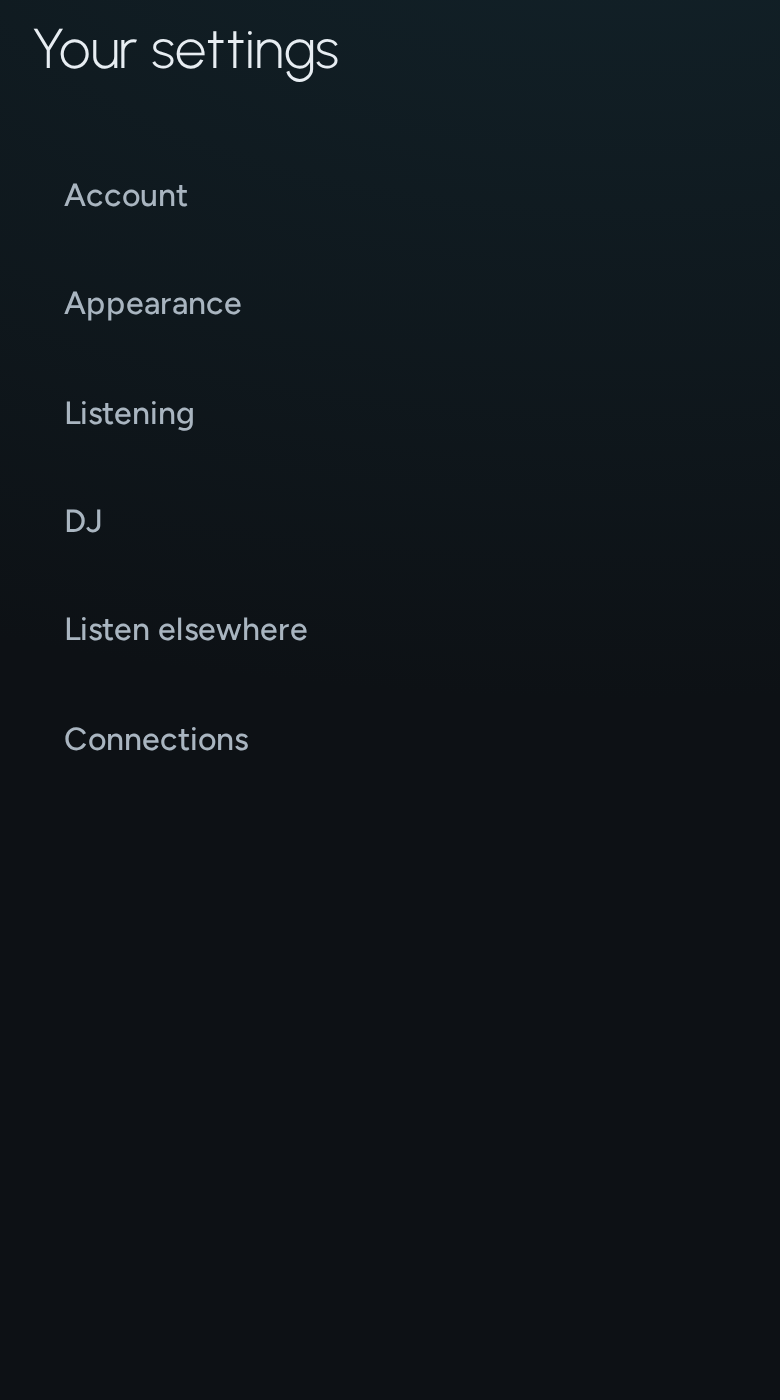 Your settings
Account
Appearance
Listening
DJ
Listen elsewhere
Connections